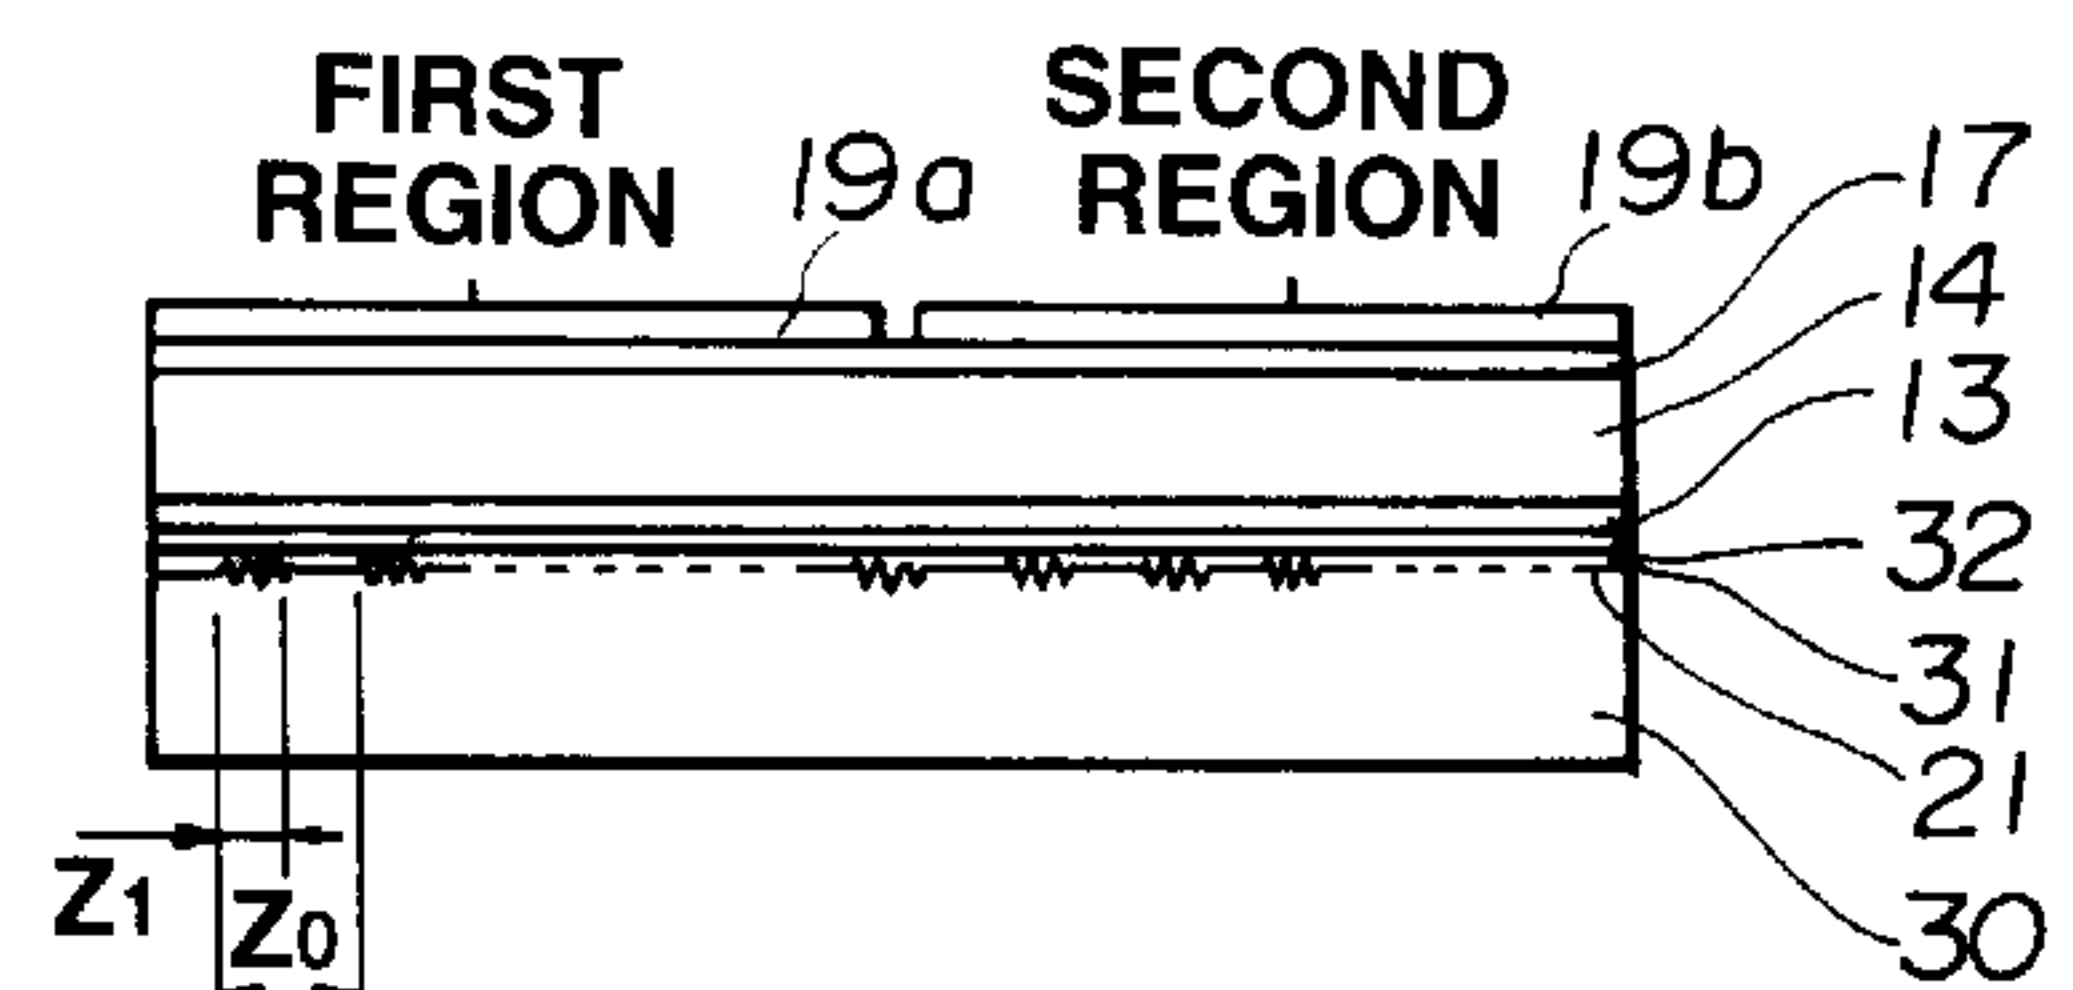 FIRST
REGION
19a
SECOND
REGION
19b
17
14
13
32
31
21
30
Z1
Z0